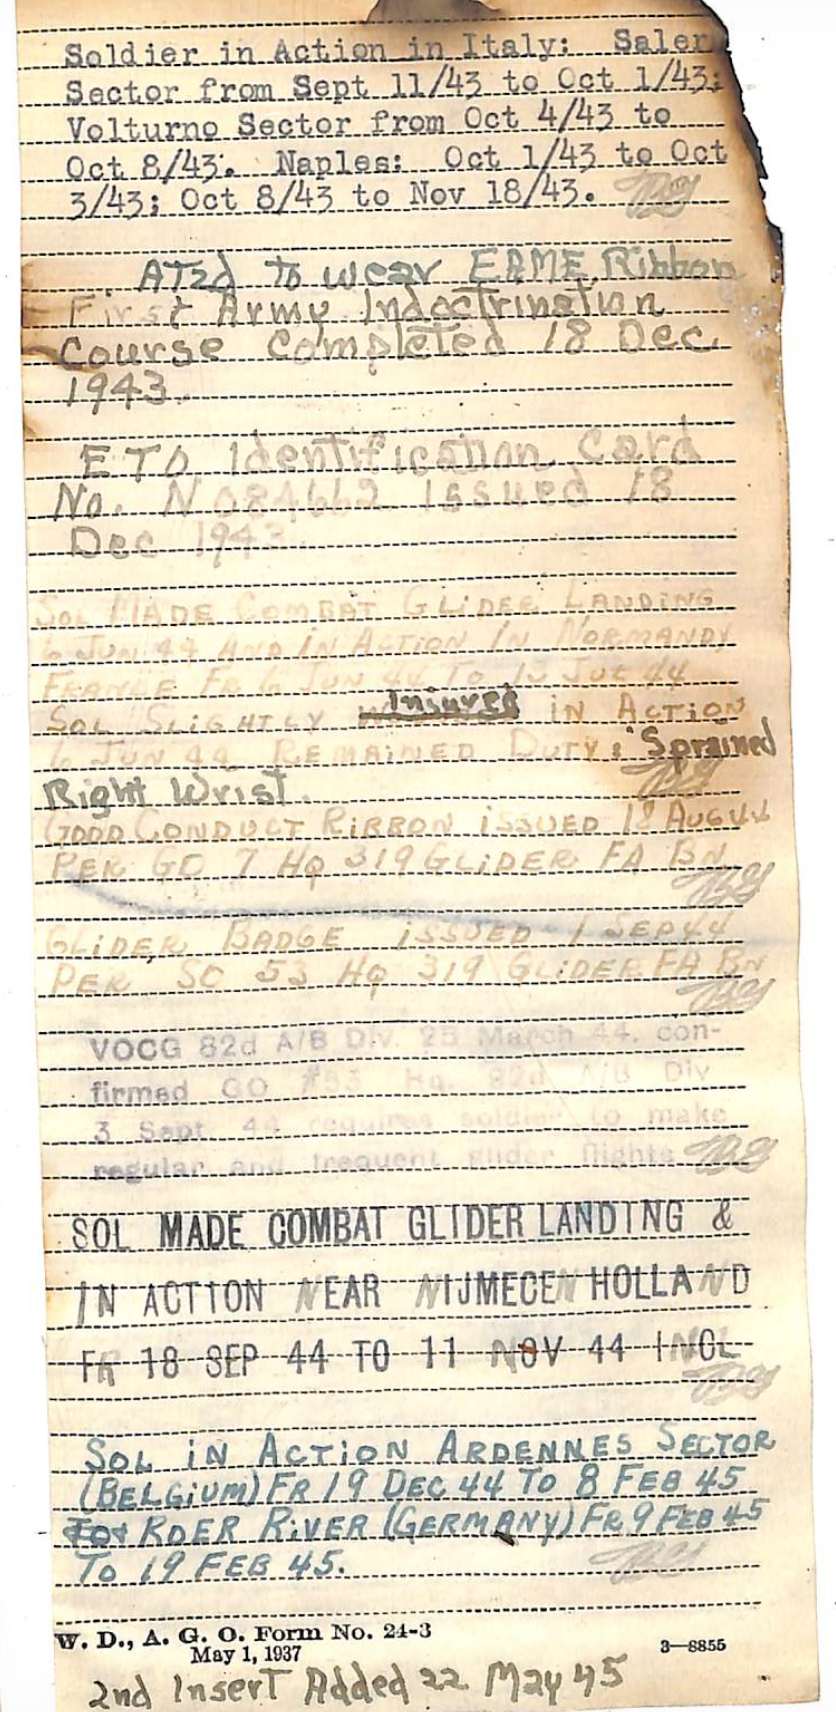 Soldier in Action in Italy: Saler
Sector from Sept 11/43 to Oct 1/43;
Volturno Sector from Oct 4/43 to
Oct 8/43. Naples: Oct 1/43 to Oct
3/43; Oct 8/43 to Nov 18/43.
ATzd to wear EAME Ribbon
First Army Indoctrination
Course Completed 18 Dec.
1943.
ETO Identification Card
No. N084662 Issued 18
Dec 1943.
SOL MADE COMBAT GLIDER LANDING
6 JUN 44 AND IN ACTION IN NORMANDY
FRANCE FR 6 JUN 44 TO 13 JUL 44
SOL SLIGHTLY Injured IN ACTION
6 JUN 44 REMAINED DUTY: Sprained
Right Wrist.
GOOD CONDUCT RIBBON ISSUED 18 AUG 44
PER GO 7 HQ 319 GLIDER FA BN
GLIDER BADGE ISSUED 1 SEP 44
PER SO 53 HQ 319 GLIDER FA BN
VOCG 82d A/B Div. 25 March 44. con-
firmed GO #53 Hq. 82d A/B Div
3 Sept. 44 requires soldier to make
regular and frequent glider flights
SOL MADE COMBAT GLIDER LANDING &
IN ACTION NEAR NIJMECEN HOLLAND
FR 18 SEP 44 TO 11 NOV 44 INCL
SOL IN ACTION ARDENNES SECTOR
(BELGIUM) FR 19 DEC 44 TO 8 FEB 45
ROER RIVER (GERMANY) FR 9 FEB 45
TO 19 FEB 45.
W. D., A. G. O. Form No. 24-3
May 1, 1937
3—8855
2nd Insert Added 22 May 45